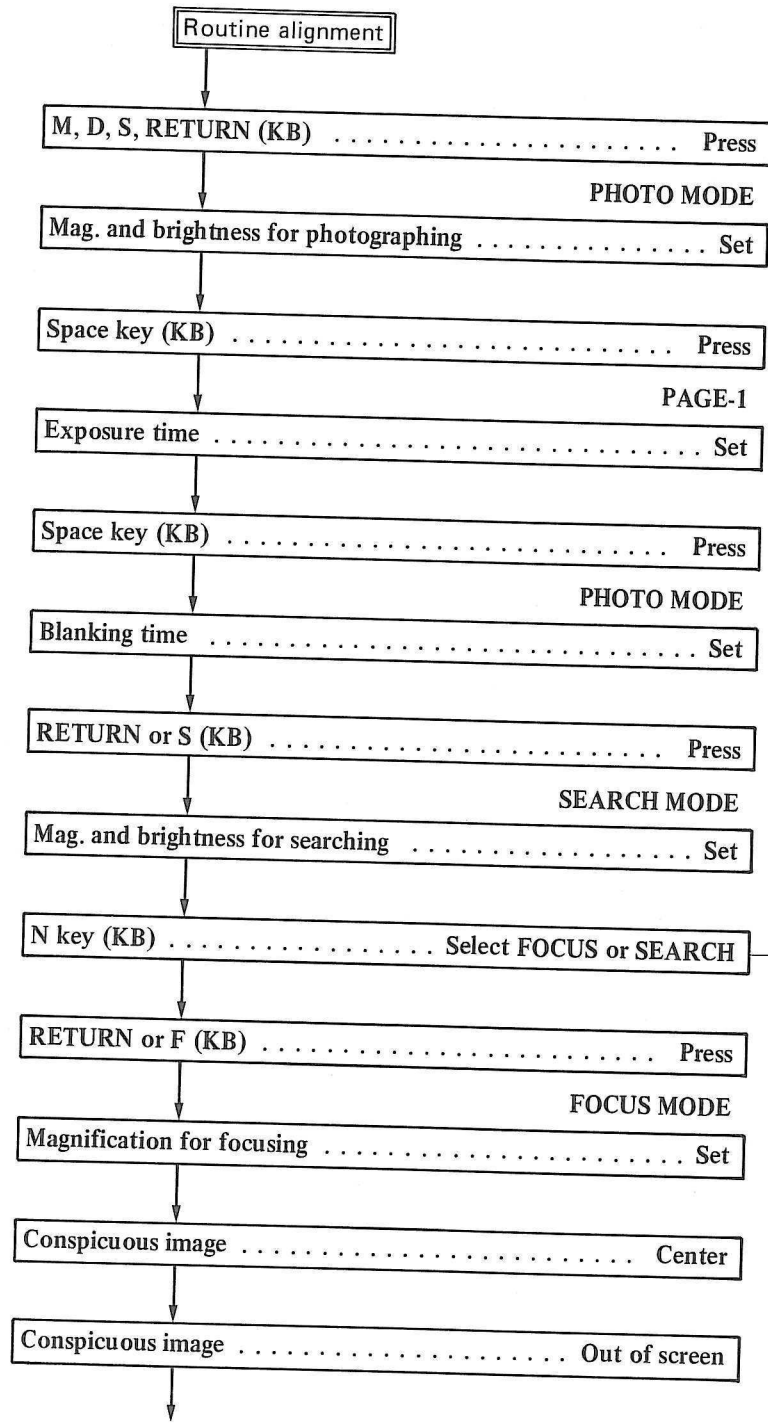 Routine alignment
M, D, S, RETURN (KB) . . . . . . . . . . . . . . . . . . . . . . Press
PHOTO MODE
Mag. and brightness for photographing . . . . . . . . . . . . . . . Set
Space key (KB) . . . . . . . . . . . . . . . . . . . . . . . . . . . . Press
PAGE-1
Exposure time . . . . . . . . . . . . . . . . . . . . . . . . . . . . . . . Set
Space key (KB) . . . . . . . . . . . . . . . . . . . . . . . . . . . . Press
PHOTO MODE
Blanking time . . . . . . . . . . . . . . . . . . . . . . . . . . . . . . . Set
RETURN or S (KB) . . . . . . . . . . . . . . . . . . . . . . . . . Press
SEARCH MODE
Mag. and brightness for searching . . . . . . . . . . . . . . . . . . Set
N key (KB) . . . . . . . . . . . . . . . . . Select FOCUS or SEARCH
RETURN or F (KB) . . . . . . . . . . . . . . . . . . . . . . . . . Press
FOCUS MODE
Magnification for focusing . . . . . . . . . . . . . . . . . . . . . . . Set
Conspicuous image . . . . . . . . . . . . . . . . . . . . . . . . . Center
Conspicuous image . . . . . . . . . . . . . . . . . . . . . . Out of screen